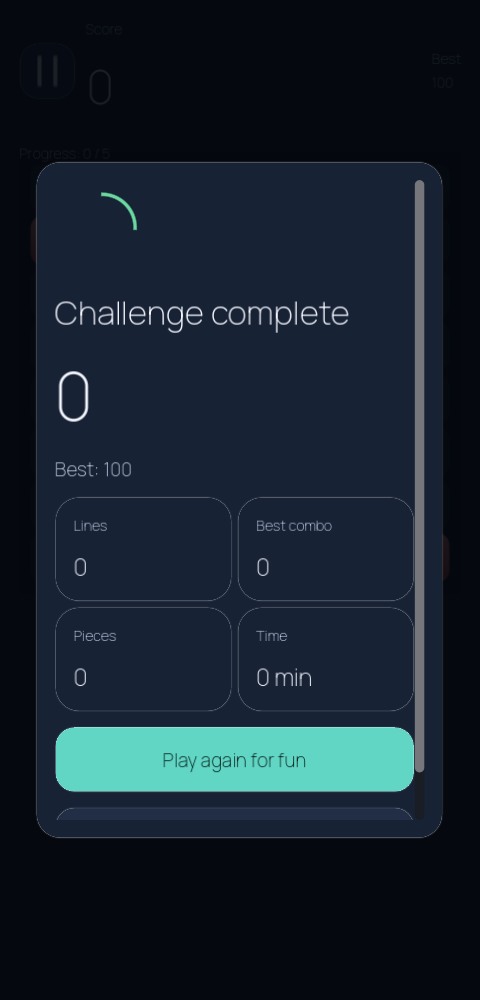 Score
0
Best
100
Progress: 0 / 5
Challenge complete
0
Best: 100
Lines
0
Best combo
0
Pieces
0
Time
0 min
Play again for fun